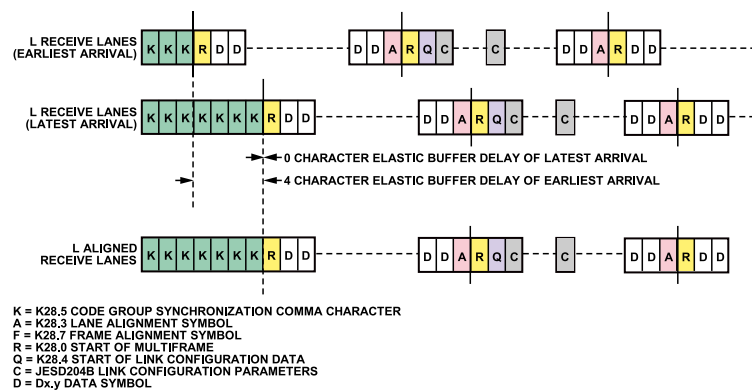 L RECEIVE LANES
(EARLIEST ARRIVAL)
K K K R D D
D D A R Q C
C
D D A R D D
L RECEIVE LANES
(LATEST ARRIVAL)
K K K K K K K R D D
D D A R Q C
C
D D A R D D
0 CHARACTER ELASTIC BUFFER DELAY OF LATEST ARRIVAL
4 CHARACTER ELASTIC BUFFER DELAY OF EARLIEST ARRIVAL
L ALIGNED
RECEIVE LANES
K K K K K K K R D D
D D A R Q C
C
D D A R D D
K = K28.5 CODE GROUP SYNCHRONIZATION COMMA CHARACTER
A = K28.3 LANE ALIGNMENT SYMBOL
F = K28.7 FRAME ALIGNMENT SYMBOL
R = K28.0 START OF MULTIFRAME
Q = K28.4 START OF LINK CONFIGURATION DATA
C = JESD204B LINK CONFIGURATION PARAMETERS
D = Dx.y DATA SYMBOL